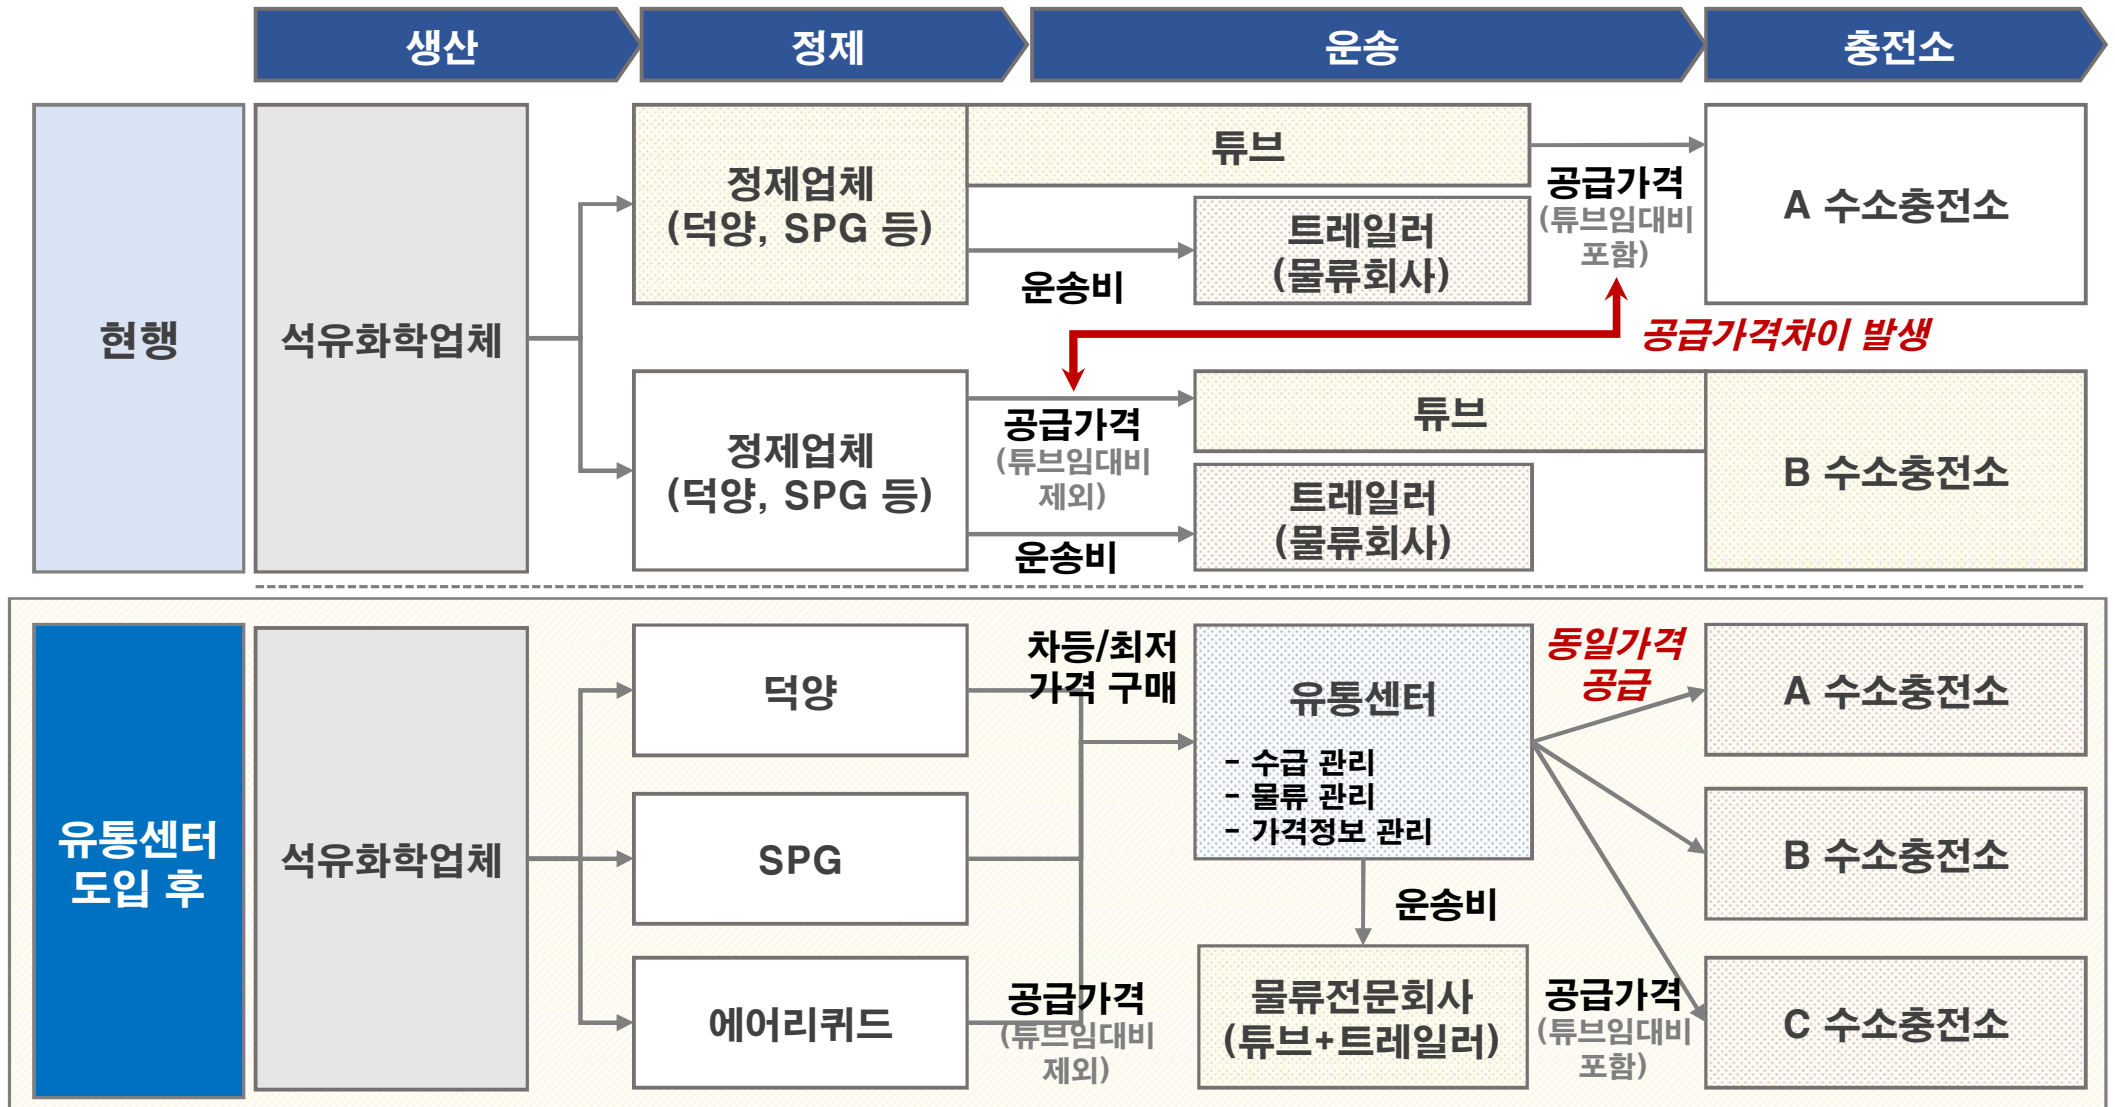 생산
정제
운송
충전소
현행
석유화학업체
정제업체
(덕양, SPG 등)
튜브
트레일러
(물류회사)
운송비
공급가격
(튜브임대비
포함)
A 수소충전소
공급가격차이 발생
정제업체
(덕양, SPG 등)
공급가격
(튜브임대비
제외)
운송비
튜브
트레일러
(물류회사)
B 수소충전소
유통센터
도입 후
석유화학업체
덕양
SPG
에어리퀴드
차등/최저
가격 구매
공급가격
(튜브임대비
제외)
유통센터
- 수급 관리
- 물류 관리
- 가격정보 관리
운송비
물류전문회사
(튜브+트레일러)
동일가격
공급
공급가격
(튜브임대비
포함)
A 수소충전소
B 수소충전소
C 수소충전소